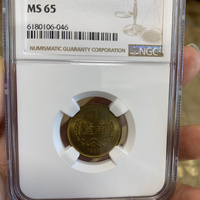 MS 65
6180106-046
NUMISMATIC GUARANTY CORPORATION
NGC